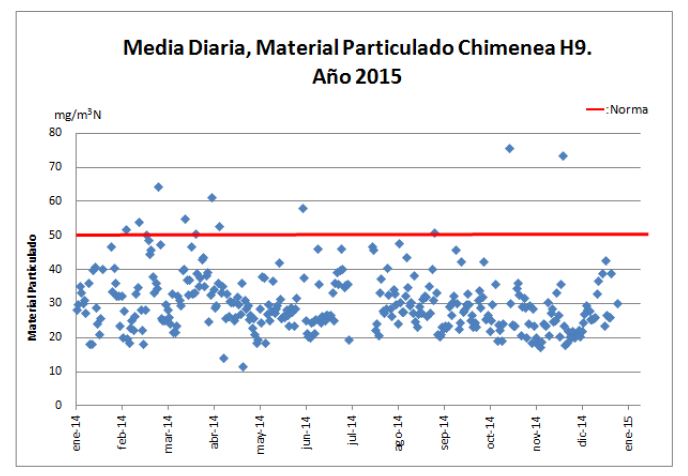 Media Diaria, Material Particulado Chimenea H9.
Año 2015
mg/m³N
:Norma
80
70
60
50
40
30
20
10
0
Material Particulado
ene-14
feb-14
mar-14
abr-14
may-14
jun-14
jul-14
ago-14
sep-14
oct-14
nov-14
dic-14
ene-15